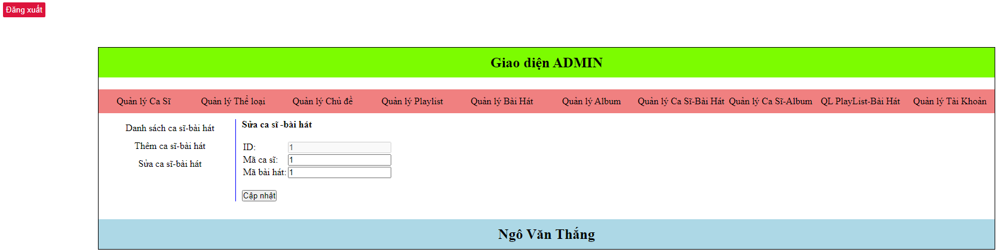 Đăng xuất
Giao diện ADMIN
Quản lý Ca Sĩ Quản lý Thể loại Quản lý Chủ đề Quản lý Playlist Quản lý Bài Hát Quản lý Album Quản lý Ca Sĩ-Bài Hát Quản lý Ca Sĩ-Album QL PlayList-Bài Hát Quản lý Tài Khoản
Danh sách ca sĩ-bài hát
Thêm ca sĩ-bài hát
Sửa ca sĩ-bài hát
Sửa ca sĩ -bài hát
ID: 1
Mã ca sĩ: 1
Mã bài hát: 1
Cập nhật
Ngô Văn Thắng